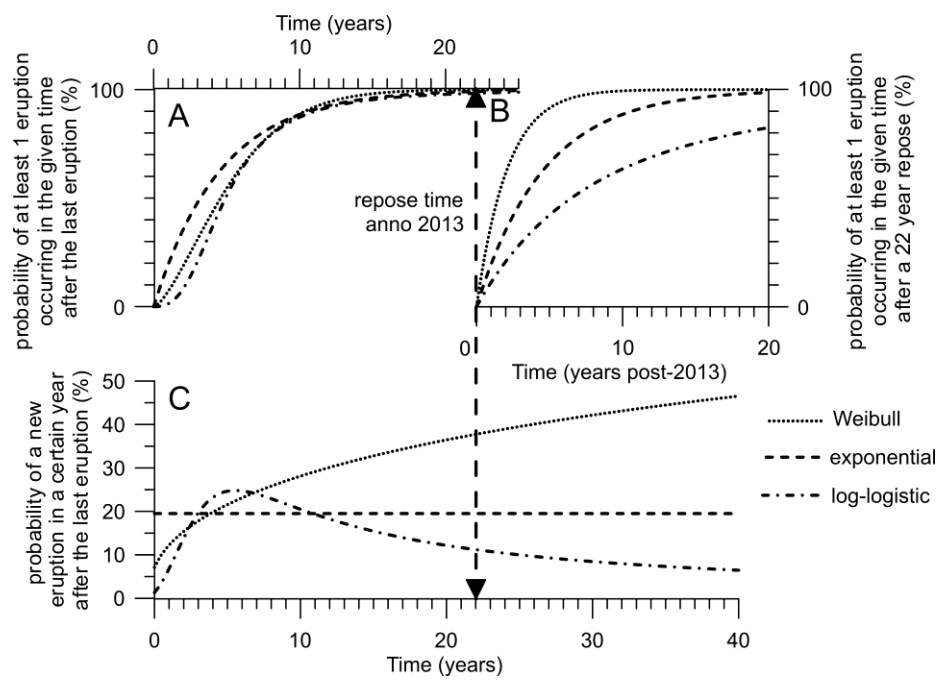 Time (years)
0 10 20
100
0
A
probability of at least 1 eruption
occurring in the given time
after the last eruption (%)
repose time
anno 2013
B
100
0
probability of at least 1 eruption
occurring in the given time
after a 22 year repose (%)
0 10 20
Time (years post-2013)
50
40
30
20
10
0
C
probability of a new
eruption in a certain year
after the last eruption (%)
0 10 20 30 40
Time (years)
Weibull
exponential
log-logistic